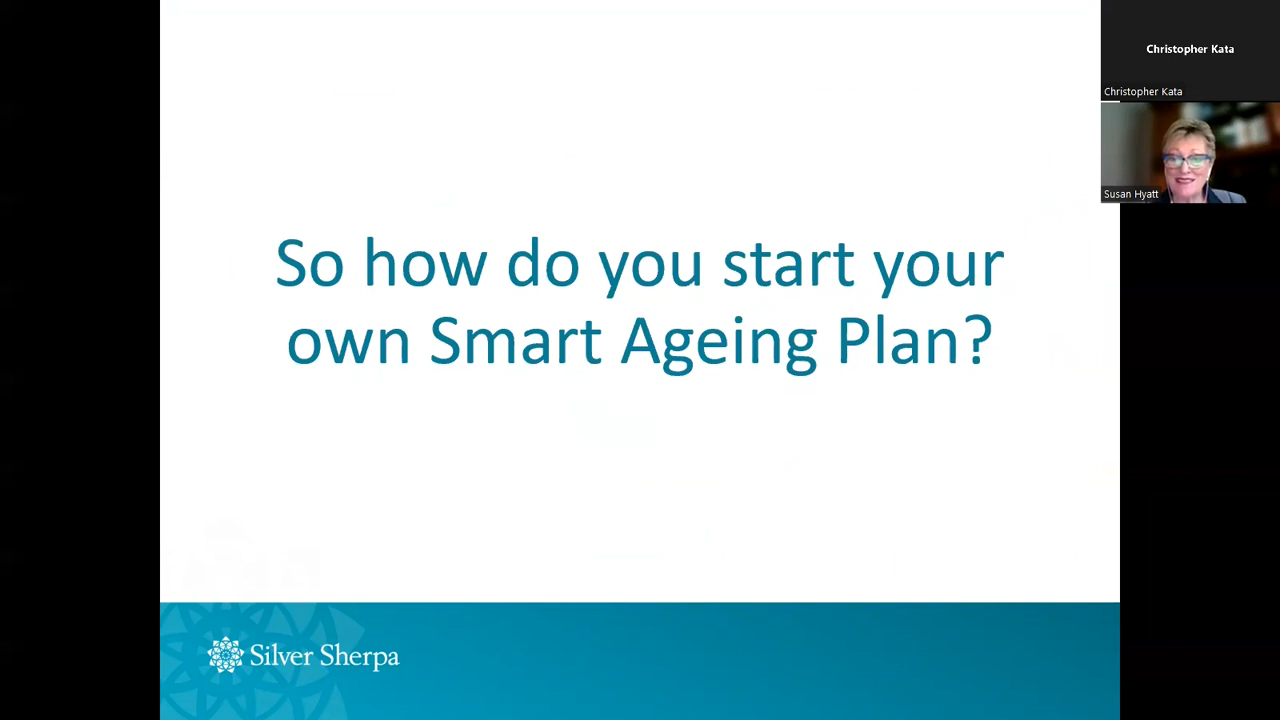 So how do you start your
own Smart Ageing Plan?
Silver Sherpa
Christopher Kata
Christopher Kata
Susan Hyatt